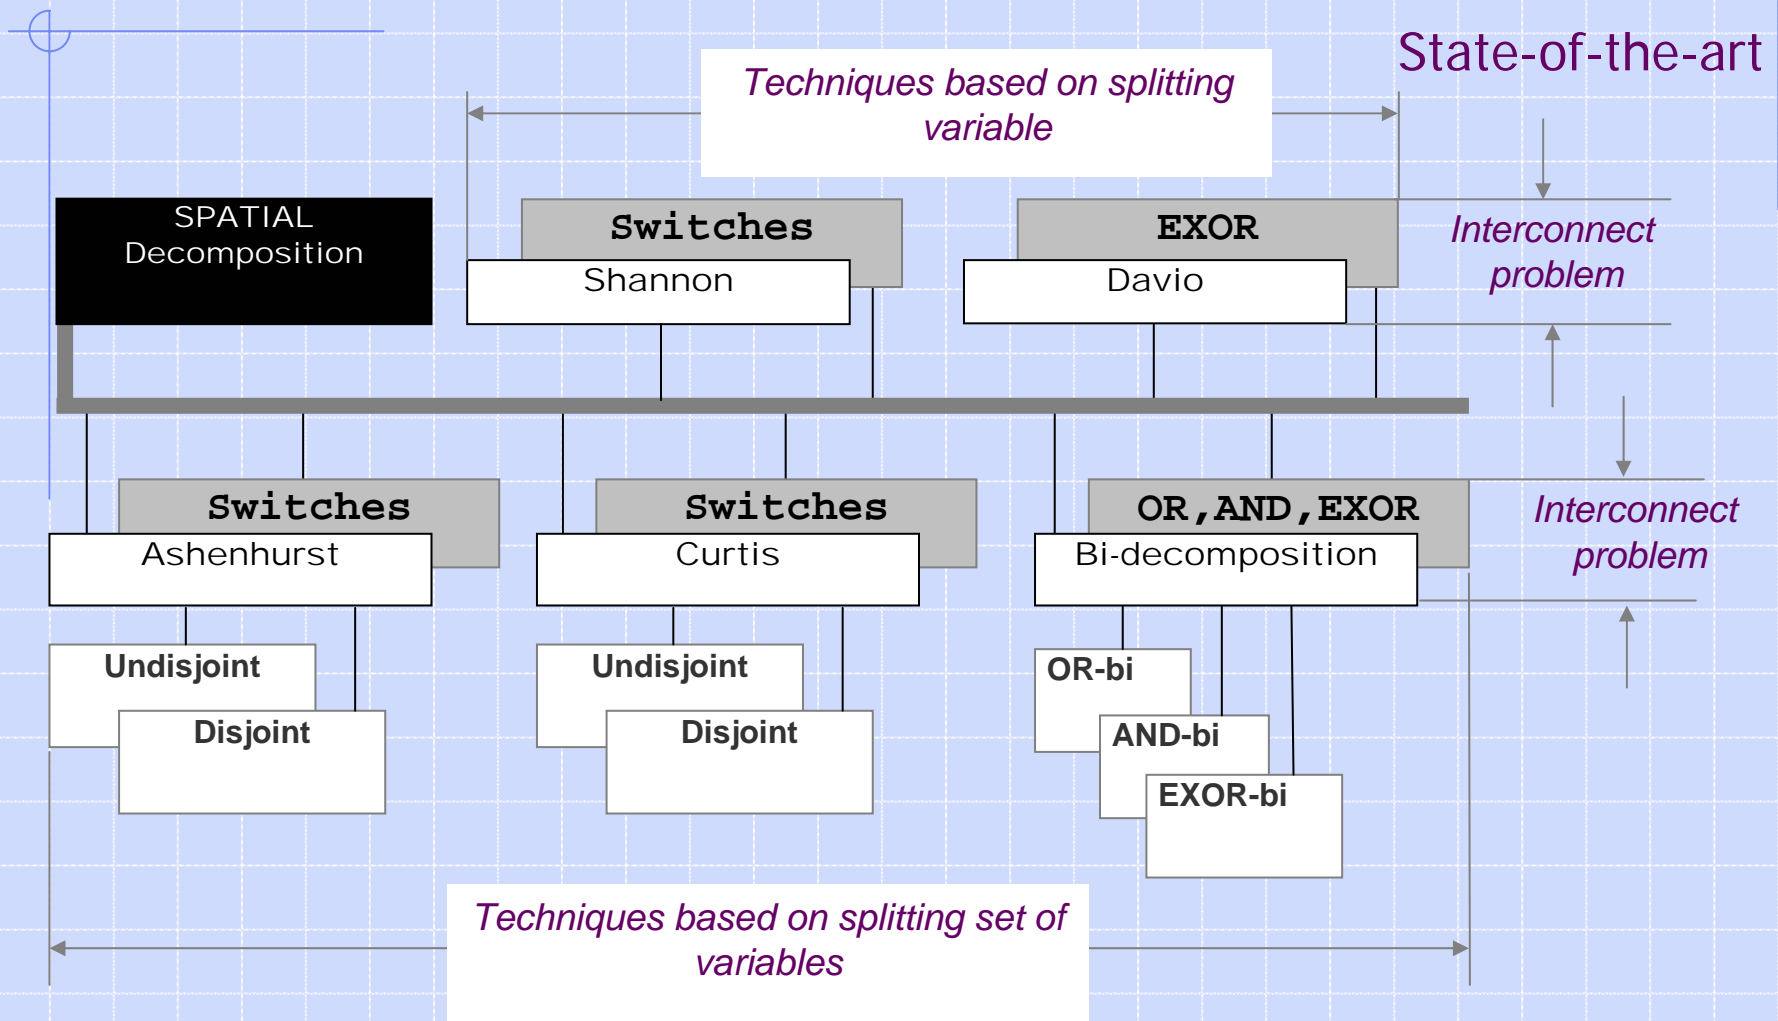 State-of-the-art
Techniques based on splitting
variable
SPATIAL
Decomposition
Switches
Shannon
EXOR
Davio
Interconnect
problem
Switches
Ashenhurst
Switches
Curtis
OR,AND,EXOR
Bi-decomposition
Interconnect
problem
Undisjoint
Disjoint
Undisjoint
Disjoint
OR-bi
AND-bi
EXOR-bi
Techniques based on splitting set of
variables